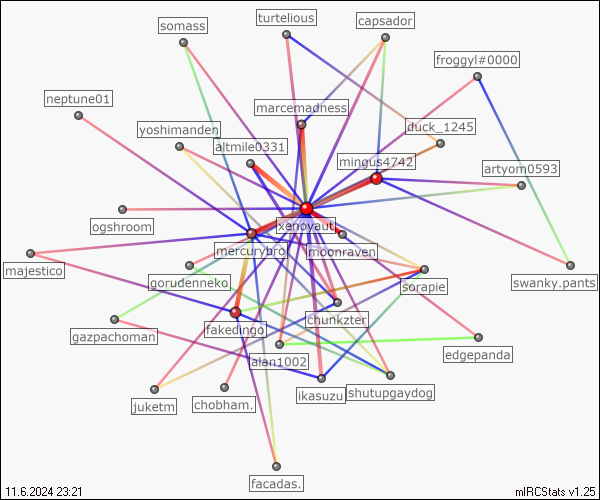 turtelious
somass
capsador
froggyl#0000
neptune01
marcemadness
yoshimanden
duck_1245
altmile0331
mingus4742
artyom0593
ogshroom
xenoyaut
mercurybro
moonraven
majestico
gorudenneko
sorapie
swanky.pants
chunkzter
gazpachoman
fakedingo
edgepanda
alan1002
juketm
chobham.
ikasuzu
shutupgaydog
facadas.
11.6.2024 23:21
mIRCStats v1.25